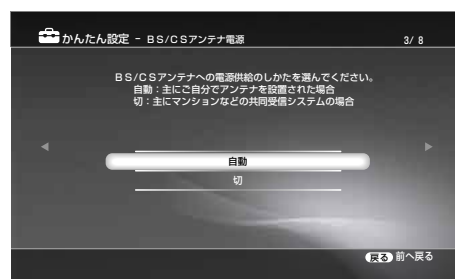 かんたん設定 - BS/CSアンテナ電源 3/ 8
BS/CSアンテナへの電源供給のしかたを選んでください。
自動：主にご自分でアンテナを設置された場合
切：主にマンションなどの共同受信システムの場合
自動
切
戻る 前へ戻る